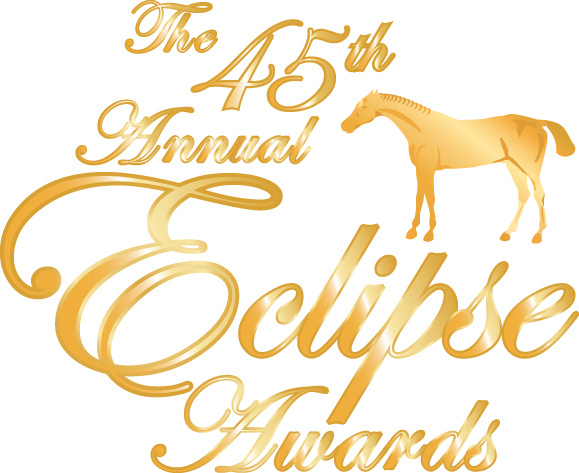 The 45th
Annual
Eclipse
Awards